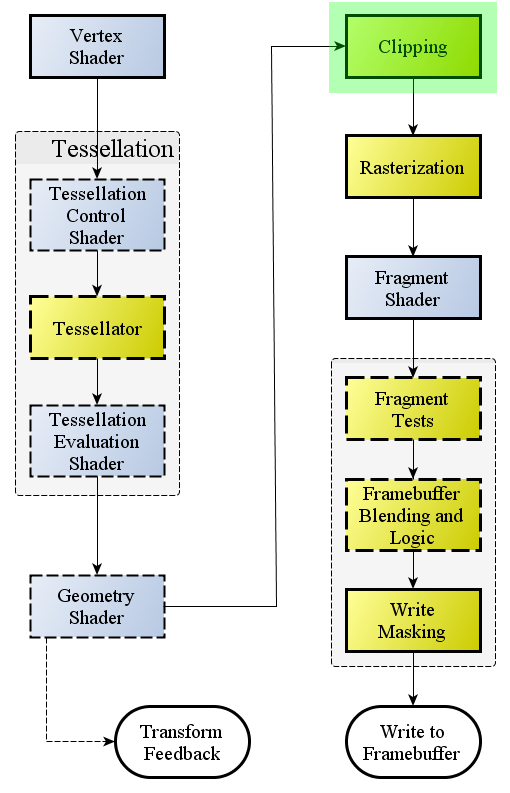 Vertex
Shader
Tessellation
Tessellation
Control
Shader
Tessellator
Tessellation
Evaluation
Shader
Geometry
Shader
Transform
Feedback
Clipping
Rasterization
Fragment
Shader
Fragment
Tests
Framebuffer
Blending and
Logic
Write
Masking
Write to
Framebuffer